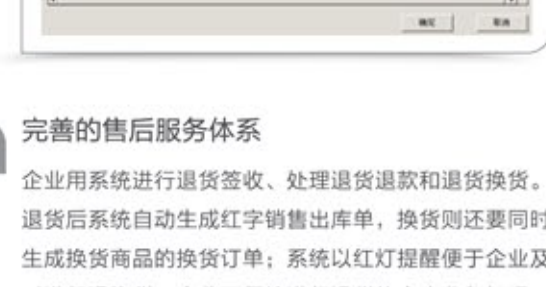 确定 取消
完善的售后服务体系
企业用系统进行退货签收、处理退货退款和退货换货。
退货后系统自动生成红字销售出库单，换货则还要同时
生成换货商品的换货订单；系统以红灯提醒便于企业及